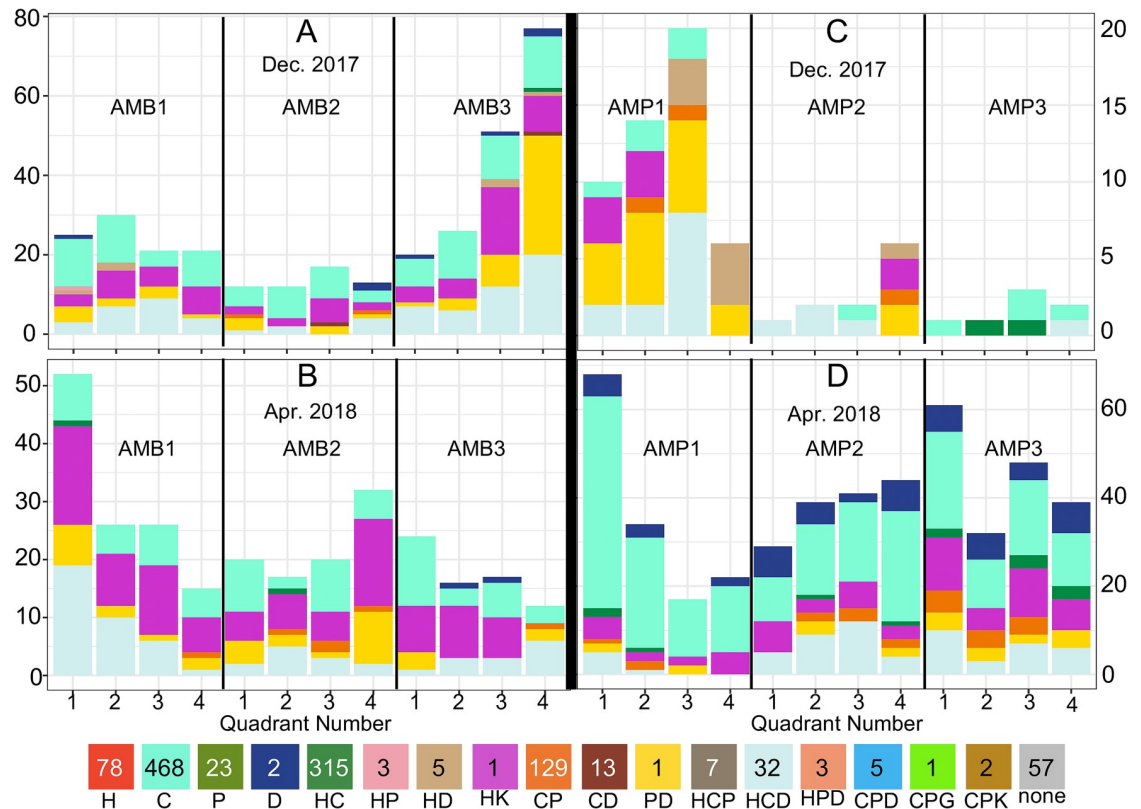 A
Dec. 2017
AMB1 AMB2 AMB3
80
60
40
20
0
C
Dec. 2017
AMP1 AMP2 AMP3
20
15
10
5
0
B
Apr. 2018
AMB1 AMB2 AMB3
50
40
30
20
10
0
D
Apr. 2018
AMP1 AMP2 AMP3
60
40
20
0
1 2 3 4 1 2 3 4 1 2 3 4 1 2 3 4 1 2 3 4 1 2 3 4
Quadrant Number Quadrant Number
78 468 23 2 315 3 5 1 129 13 1 7 32 3 5 1 2 57
H C P D HC HP HD HK CP CD PD HCP HCD HPD CPD CPG CPK none